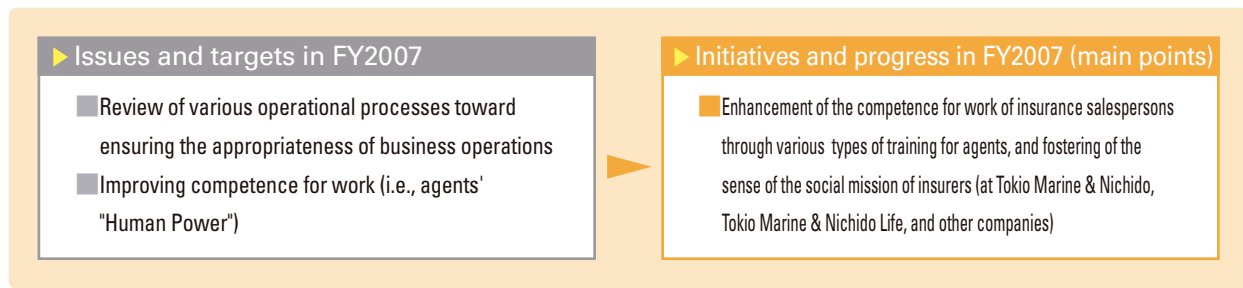 Issues and targets in FY2007
Review of various operational processes toward
ensuring the appropriateness of business operations
Improving competence for work (i.e., agents'
"Human Power")
Initiatives and progress in FY2007 (main points)
Enhancement of the competence for work of insurance salespersons
through various types of training for agents, and fostering of the
sense of the social mission of insurers (at Tokio Marine & Nichido,
Tokio Marine & Nichido Life, and other companies)